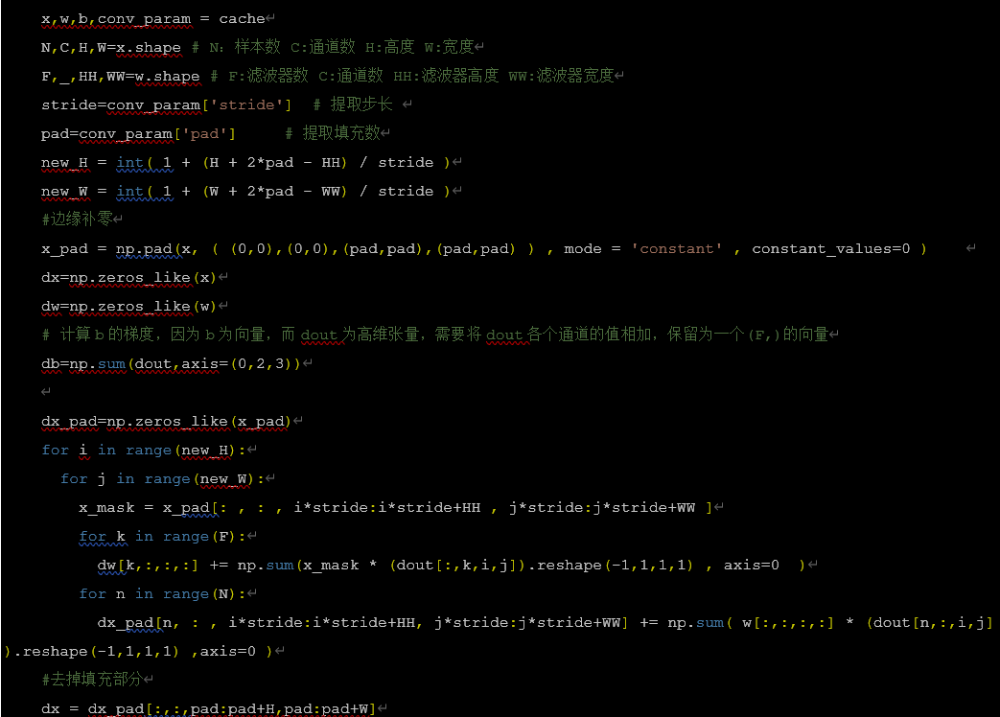 x,w,b,conv_param = cache↵
N,C,H,W=x.shape # N：样本数 C:通道数 H:高度 W:宽度↵
F,_,HH,WW=w.shape # F:滤波器数 C:通道数 HH:滤波器高度 WW:滤波器宽度↵
stride=conv_param['stride']  # 提取步长 ↵
pad=conv_param['pad']     # 提取填充数↵
new_H = int( 1 + (H + 2*pad - HH) / stride )↵
new_W = int( 1 + (W + 2*pad - WW) / stride )↵
#边缘补零↵
x_pad = np.pad(x, ( (0,0),(0,0),(pad,pad),(pad,pad) ) , mode = 'constant' , constant_values=0 )    ↵
dx=np.zeros_like(x)↵
dw=np.zeros_like(w)↵
# 计算b的梯度，因为b为向量，而dout为高维张量，需要将dout各个通道的值相加，保留为一个(F,)的向量↵
db=np.sum(dout,axis=(0,2,3))↵
↵
dx_pad=np.zeros_like(x_pad)↵
for i in range(new_H):↵
  for j in range(new_W):↵
    x_mask = x_pad[: , : , i*stride:i*stride+HH , j*stride:j*stride+WW ]↵
    for k in range(F):↵
      dw[k,:,:,:] += np.sum(x_mask * (dout[:,k,i,j]).reshape(-1,1,1,1) , axis=0  )↵
    for n in range(N):↵
      dx_pad[n, : , i*stride:i*stride+HH, j*stride:j*stride+WW] += np.sum( w[:,:,:,:] * (dout[n,:,i,j]
).reshape(-1,1,1,1) ,axis=0 )↵
#去掉填充部分↵
dx = dx_pad[:,:,pad:pad+H,pad:pad+W]↵